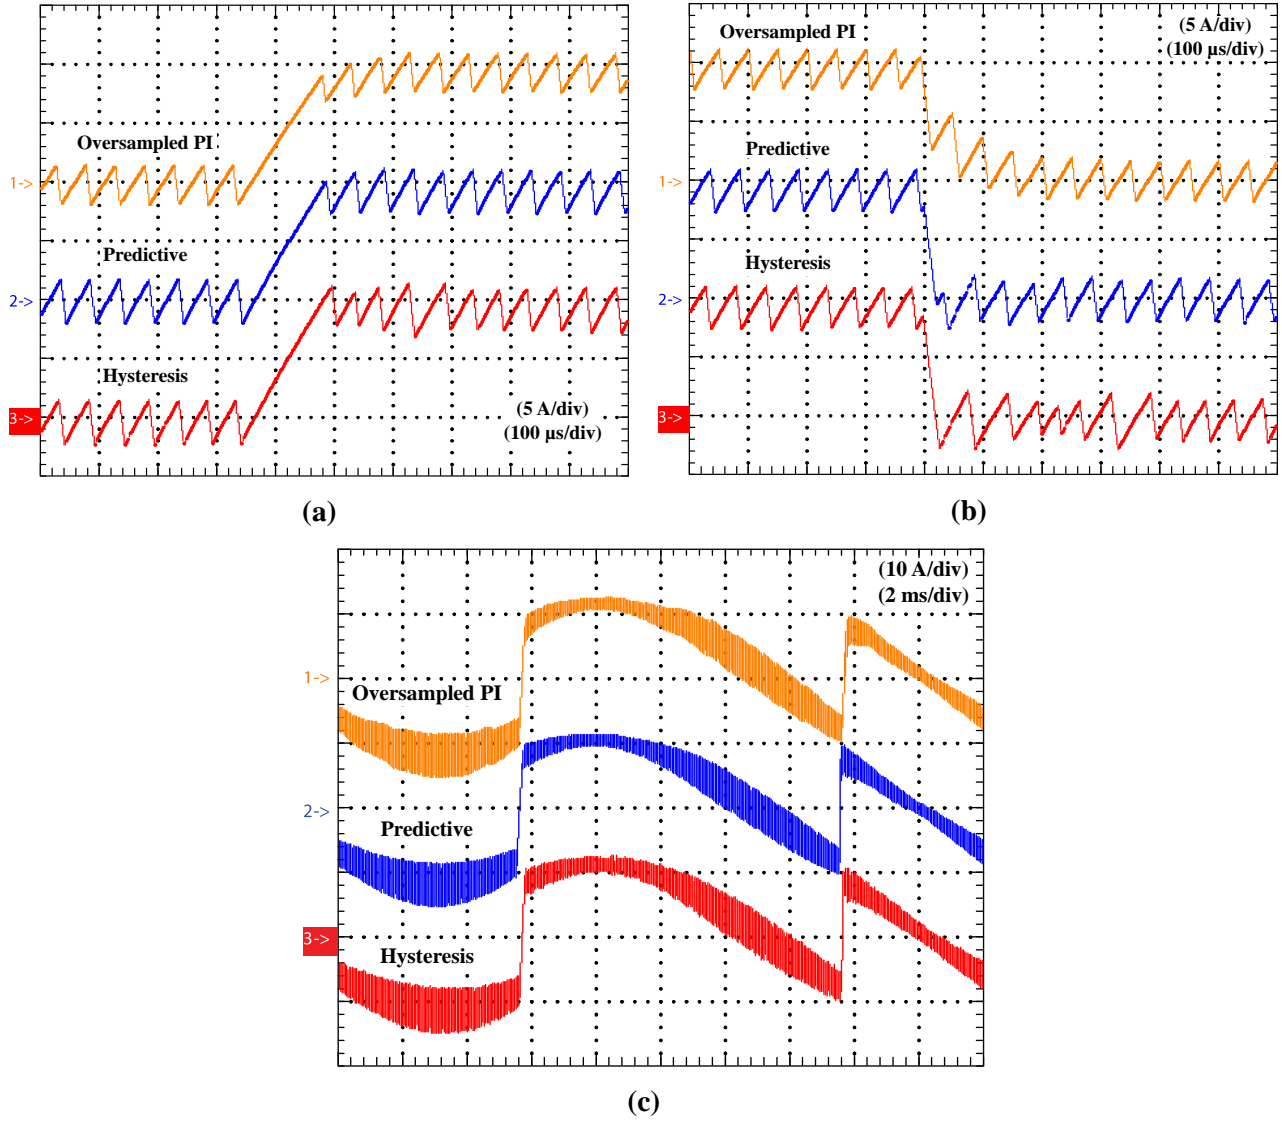 Oversampled PI
1->
Predictive
2->
Hysteresis
3->
(5 A/div)
(100 µs/div)
(a)
(5 A/div)
(100 µs/div)
Oversampled PI
Predictive
1->
Hysteresis
2->
3->
(b)
(10 A/div)
(2 ms/div)
1->
Oversampled PI
2->
Predictive
3->
Hysteresis
(c)